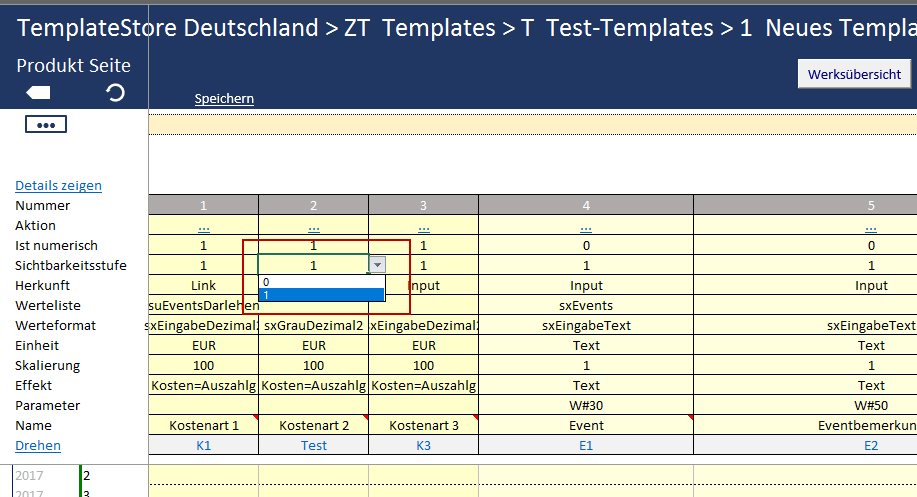 TemplateStore Deutschland > ZT Templates > T Test-Templates > 1 Neues Templa
Produkt Seite
Werksübersicht
Speichern
Details zeigen
Nummer 1 2 3 4 5
Aktion ... ... ... ... ...
Ist numerisch 1 1 1 0 0
Sichtbarkeitsstufe 1 1 1 1 1
0
1
Herkunft Link Input Input Input
Werteliste suEventsDarlehen sxEvents
Werteformat sxEingabeDezimal2 sxGrauDezimal2 sxEingabeDezimal2 sxEingabeText sxEingabeText
Einheit EUR EUR EUR Text Text
Skalierung 100 100 100 1 1
Effekt Kosten=Auszahlg Kosten=Auszahlg Kosten=Auszahlg Text Text
Parameter W#30 W#50
Name Kostenart 1 Kostenart 2 Kostenart 3 Event Eventbemerkun
Drehen K1 Test K3 E1 E2
2017 2
2017 3